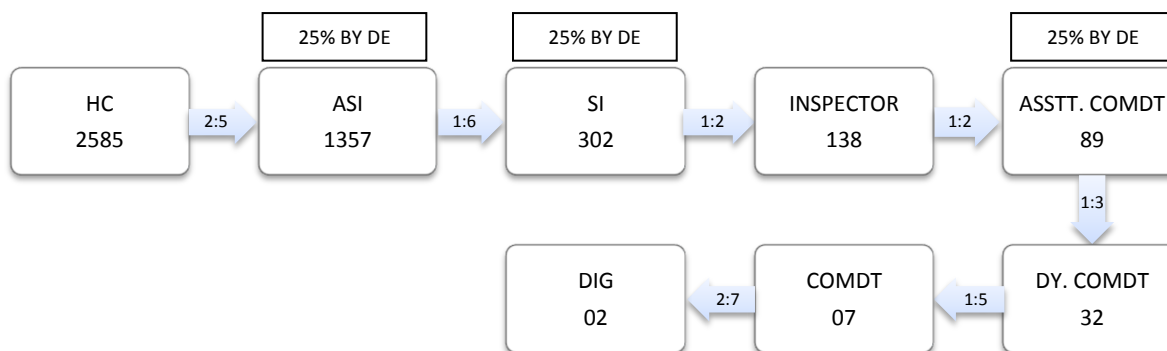 25% BY DE
25% BY DE
25% BY DE
HC
2585
2:5
ASI
1357
1:6
SI
302
1:2
INSPECTOR
138
1:2
ASSTT. COMDT
89
1:3
DY. COMDT
32
1:5
COMDT
07
2:7
DIG
02